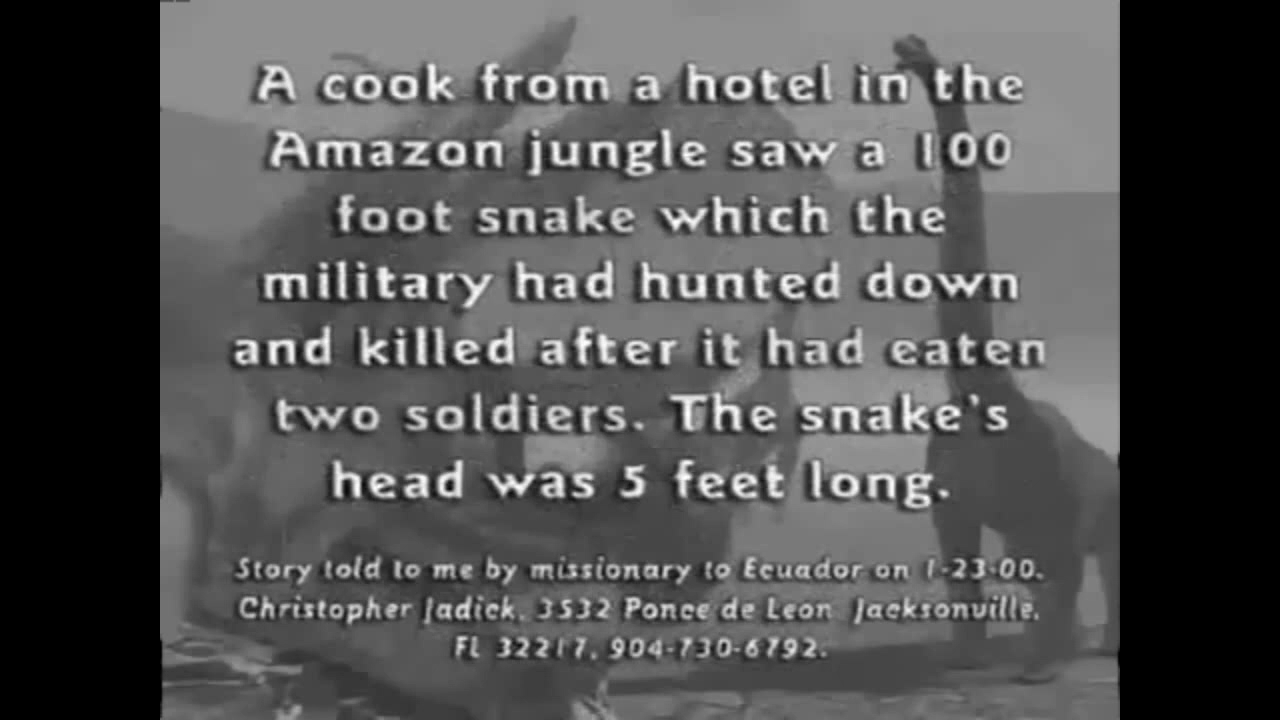 A cook from a hotel in the
Amazon jungle saw a 100
foot snake which the
military had hunted down
and killed after it had eaten
two soldiers. The snake's
head was 5 feet long.
Story told to me by missionary to Ecuador on 1-23-00.
Christopher Jadick, 3532 Ponce de Leon Jacksonville,
FL 32217, 904-730-6792.